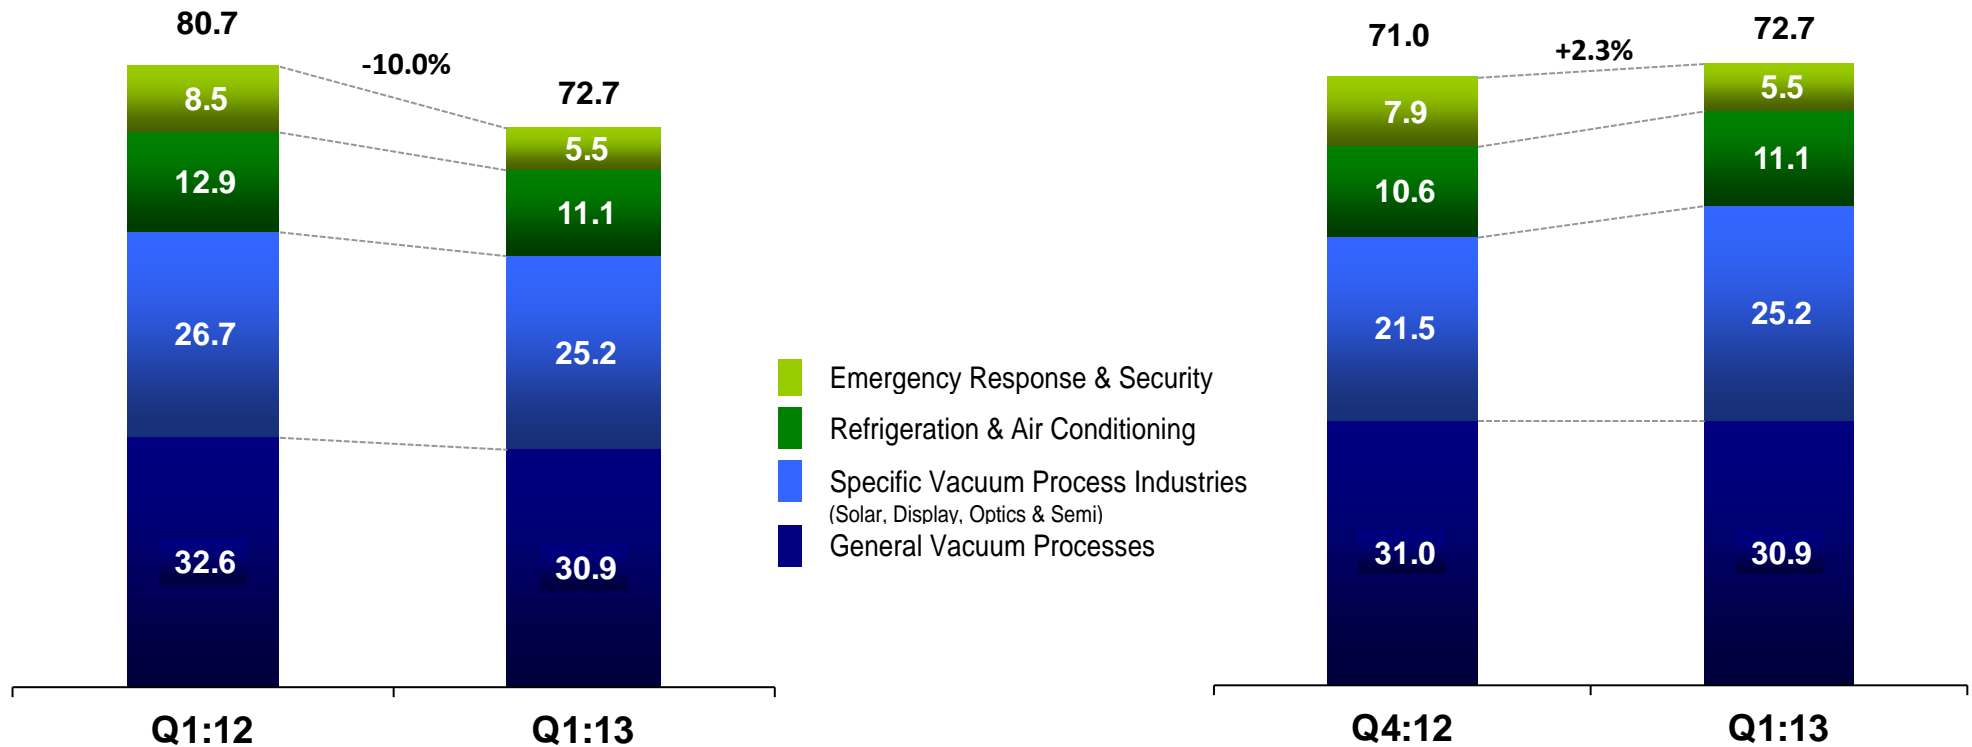 80.7
-10.0%
72.7
8.5
5.5
12.9
11.1
26.7
25.2
32.6
30.9
Q1:12
Q1:13
Emergency Response & Security
Refrigeration & Air Conditioning
Specific Vacuum Process Industries
(Solar, Display, Optics & Semi)
General Vacuum Processes
71.0
+2.3%
72.7
7.9
5.5
10.6
11.1
21.5
25.2
31.0
30.9
Q4:12
Q1:13